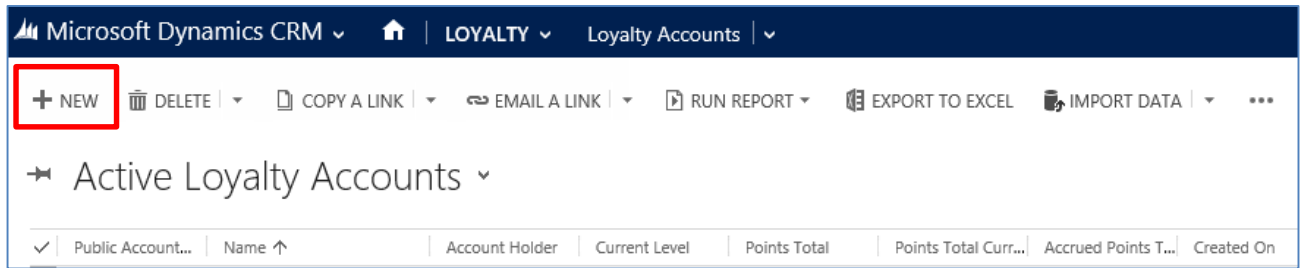 Microsoft Dynamics CRM | LOYALTY Loyalty Accounts |
+ NEW DELETE | COPY A LINK | EMAIL A LINK | RUN REPORT EXPORT TO EXCEL IMPORT DATA | •••
Active Loyalty Accounts
Public Account... Name ↑ Account Holder Current Level Points Total Points Total Curr... Accrued Points T... Created On